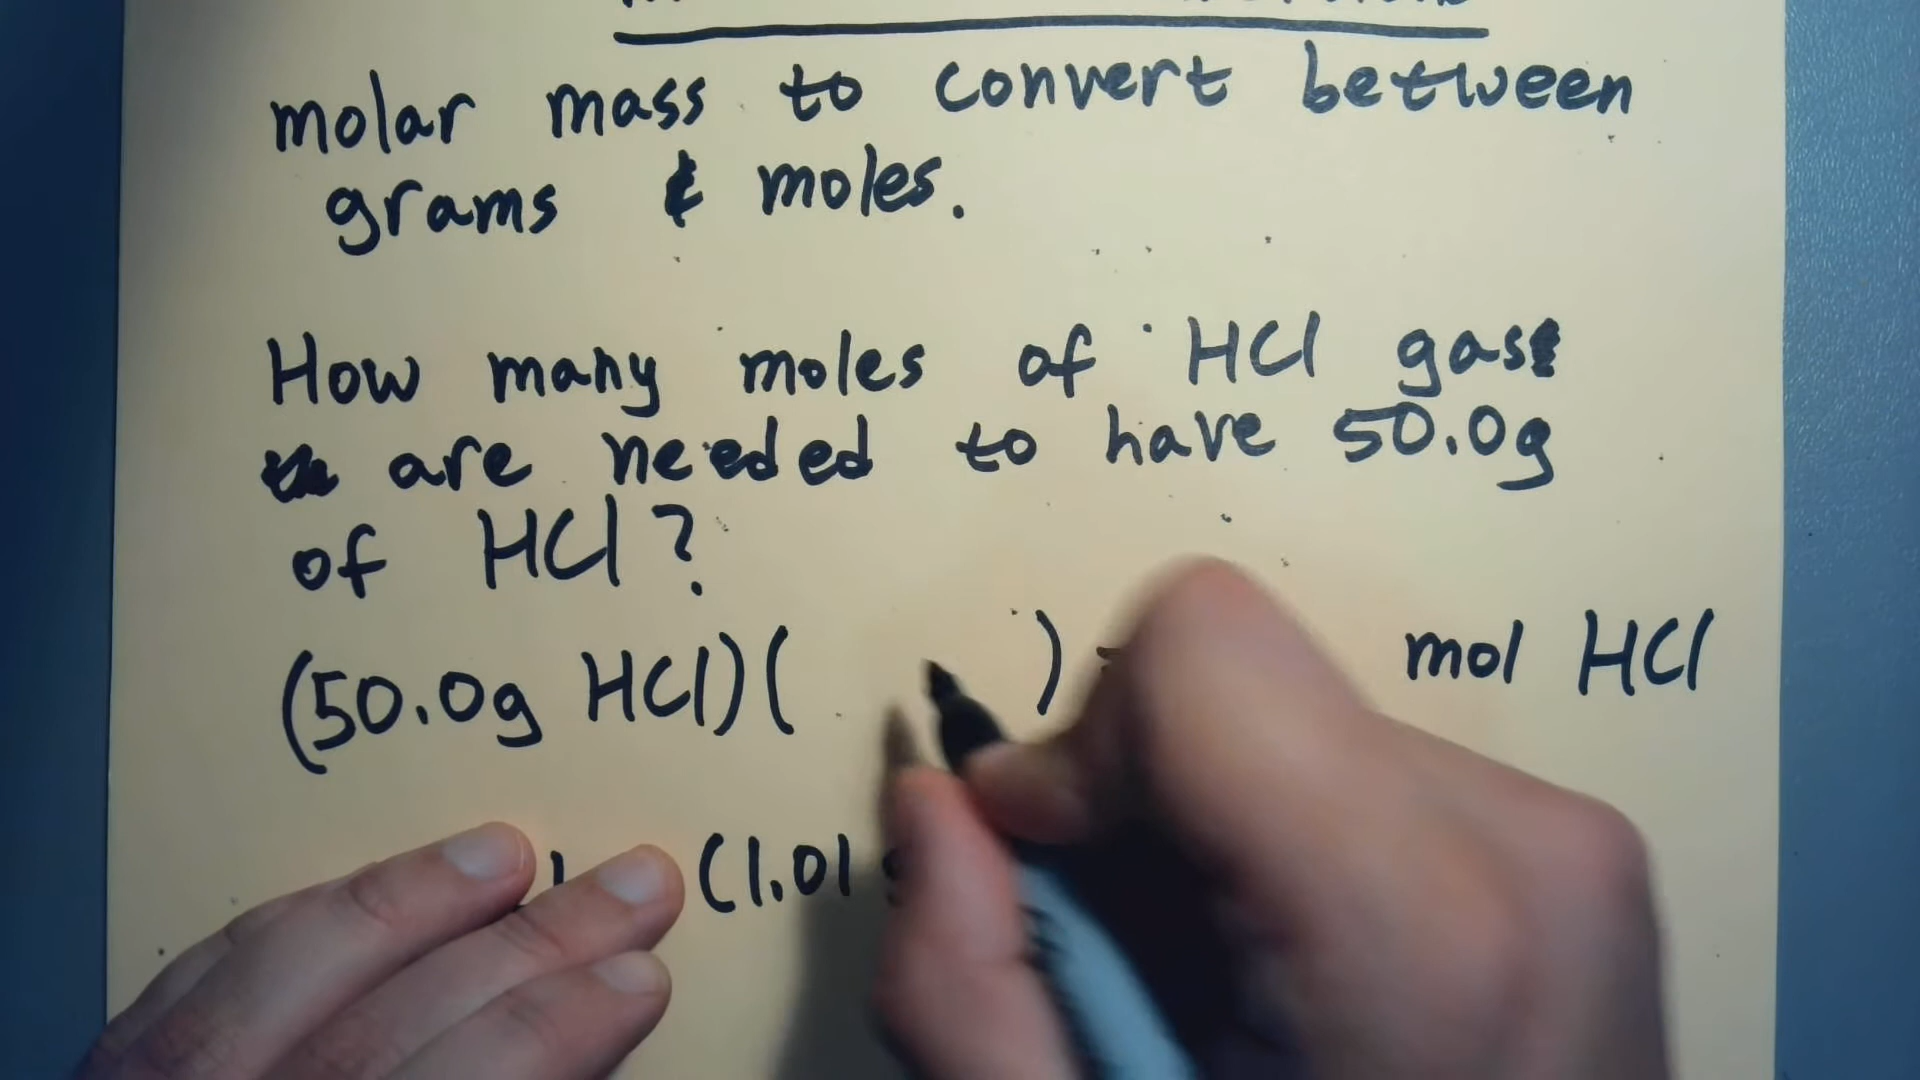 molar mass to convert between
grams & moles.
How many moles of HCl gas
are needed to have 50.0g
of HCl?
(50.0g HCl)( ) mol HCl
(1.01